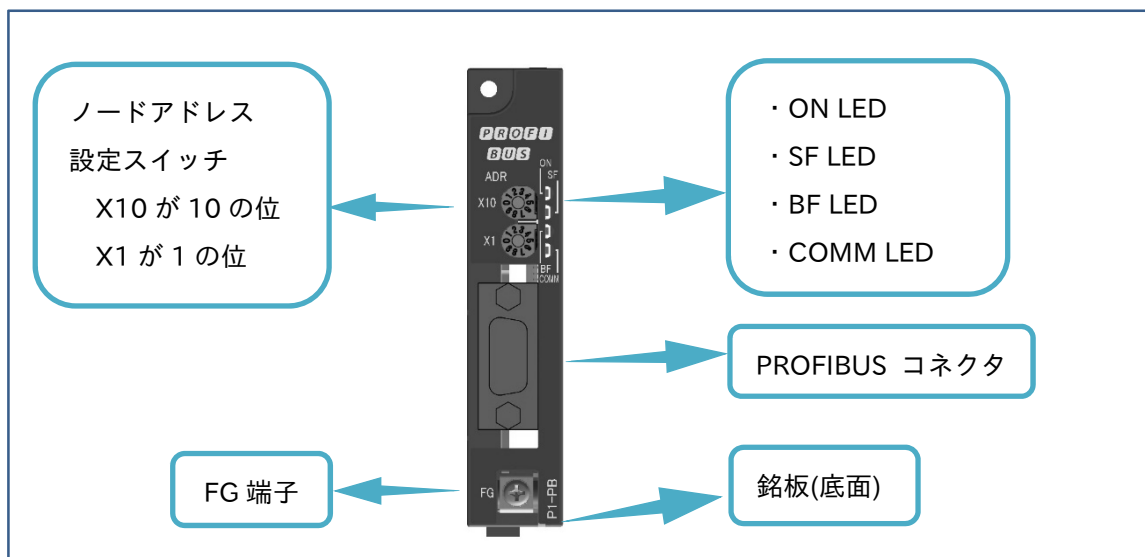 ノードアドレス
設定スイッチ
X10 が 10 の位
X1 が 1 の位
PROFI
BUS
ON
SF
ADR
X10
X1
BF
COMM
FG
P1-PB
・ON LED
・SF LED
・BF LED
・COMM LED
PROFIBUS コネクタ
FG 端子
銘板(底面)